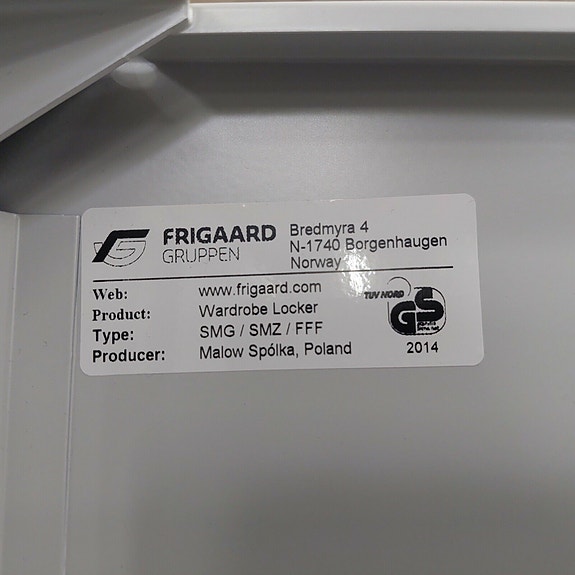 FRIGAARD
GRUPPEN
Bredmyra 4
N-1740 Borgenhaugen
Norway
Web: www.frigaard.com
Product: Wardrobe Locker
Type: SMG / SMZ / FFF
Producer: Malow Spólka, Poland
TUV NORD
GS
2014